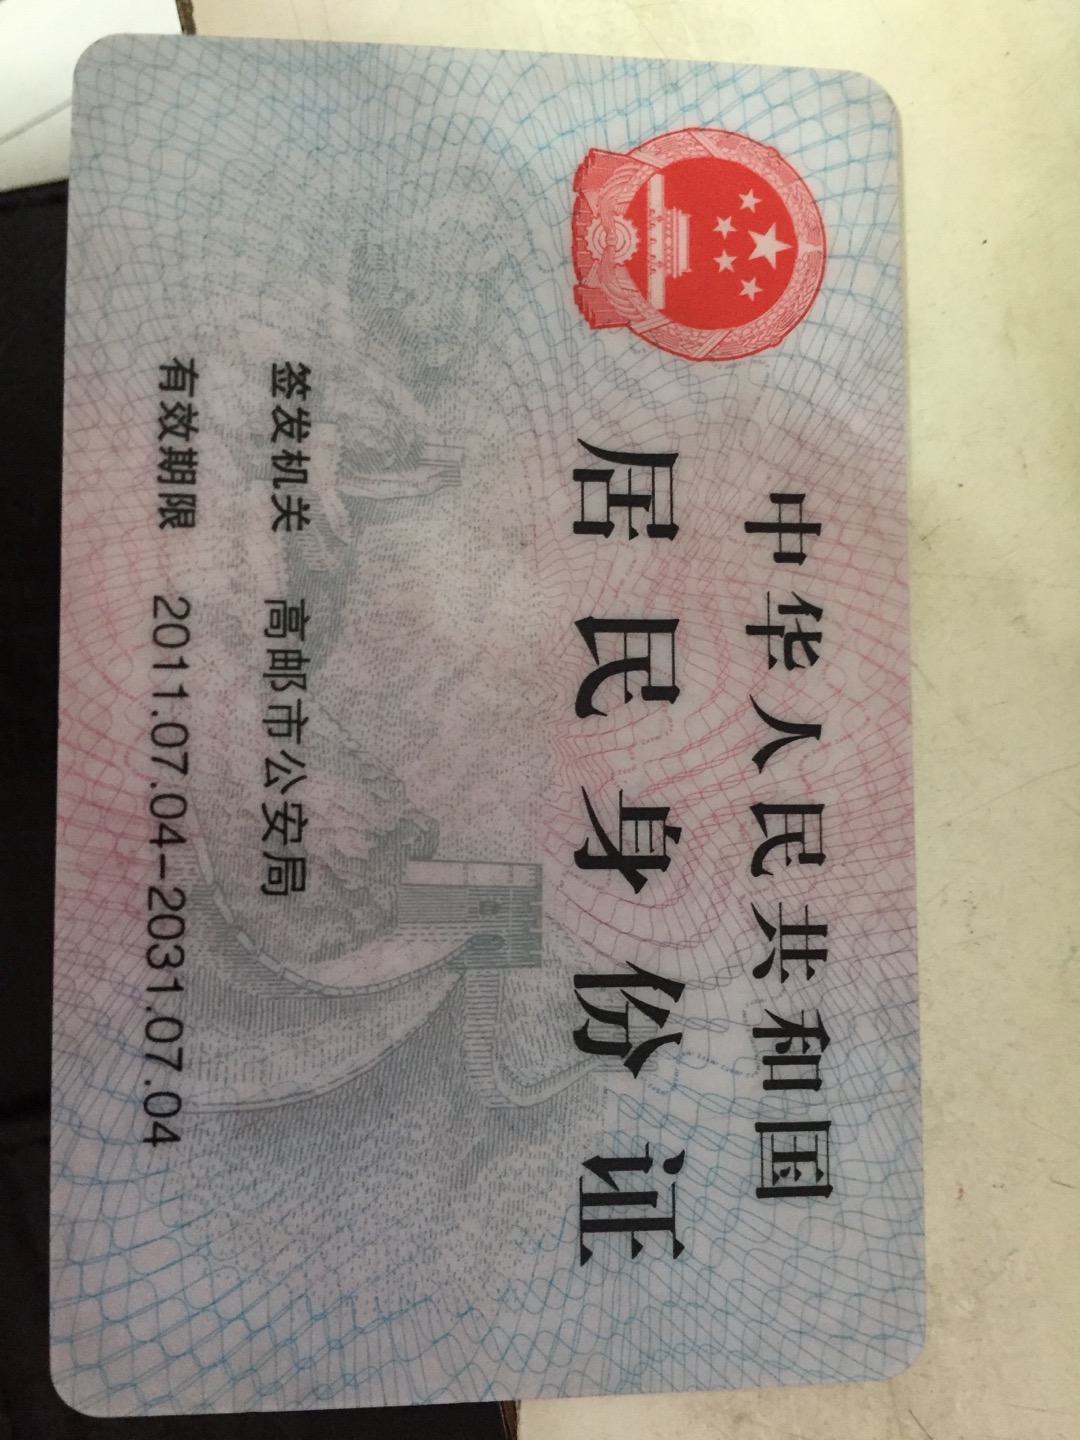 中华人民共和国
居民身份证
签发机关 高邮市公安局
有效期限 2011.07.04-2031.07.04